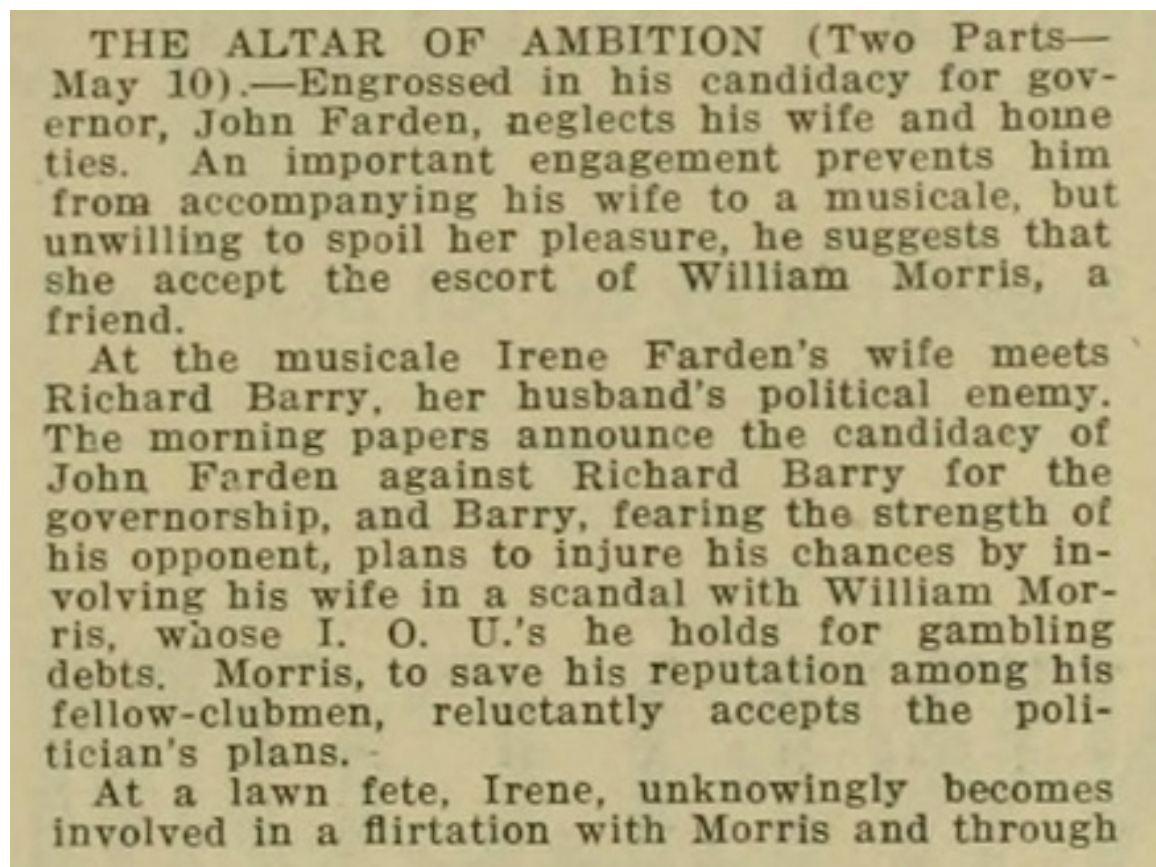 THE ALTAR OF AMBITION (Two Parts—
May 10).—Engrossed in his candidacy for gov-
ernor, John Farden, neglects his wife and home
ties. An important engagement prevents him
from accompanying his wife to a musicale, but
unwilling to spoil her pleasure, he suggests that
she accept the escort of William Morris, a
friend.
At the musicale Irene Farden's wife meets
Richard Barry, her husband's political enemy.
The morning papers announce the candidacy of
John Farden against Richard Barry for the
governorship, and Barry, fearing the strength of
his opponent, plans to injure his chances by in-
volving his wife in a scandal with William Mor-
ris, whose I. O. U.'s he holds for gambling
debts. Morris, to save his reputation among his
fellow-clubmen, reluctantly accepts the poli-
tician's plans.
At a lawn fete, Irene, unknowingly becomes
involved in a flirtation with Morris and through